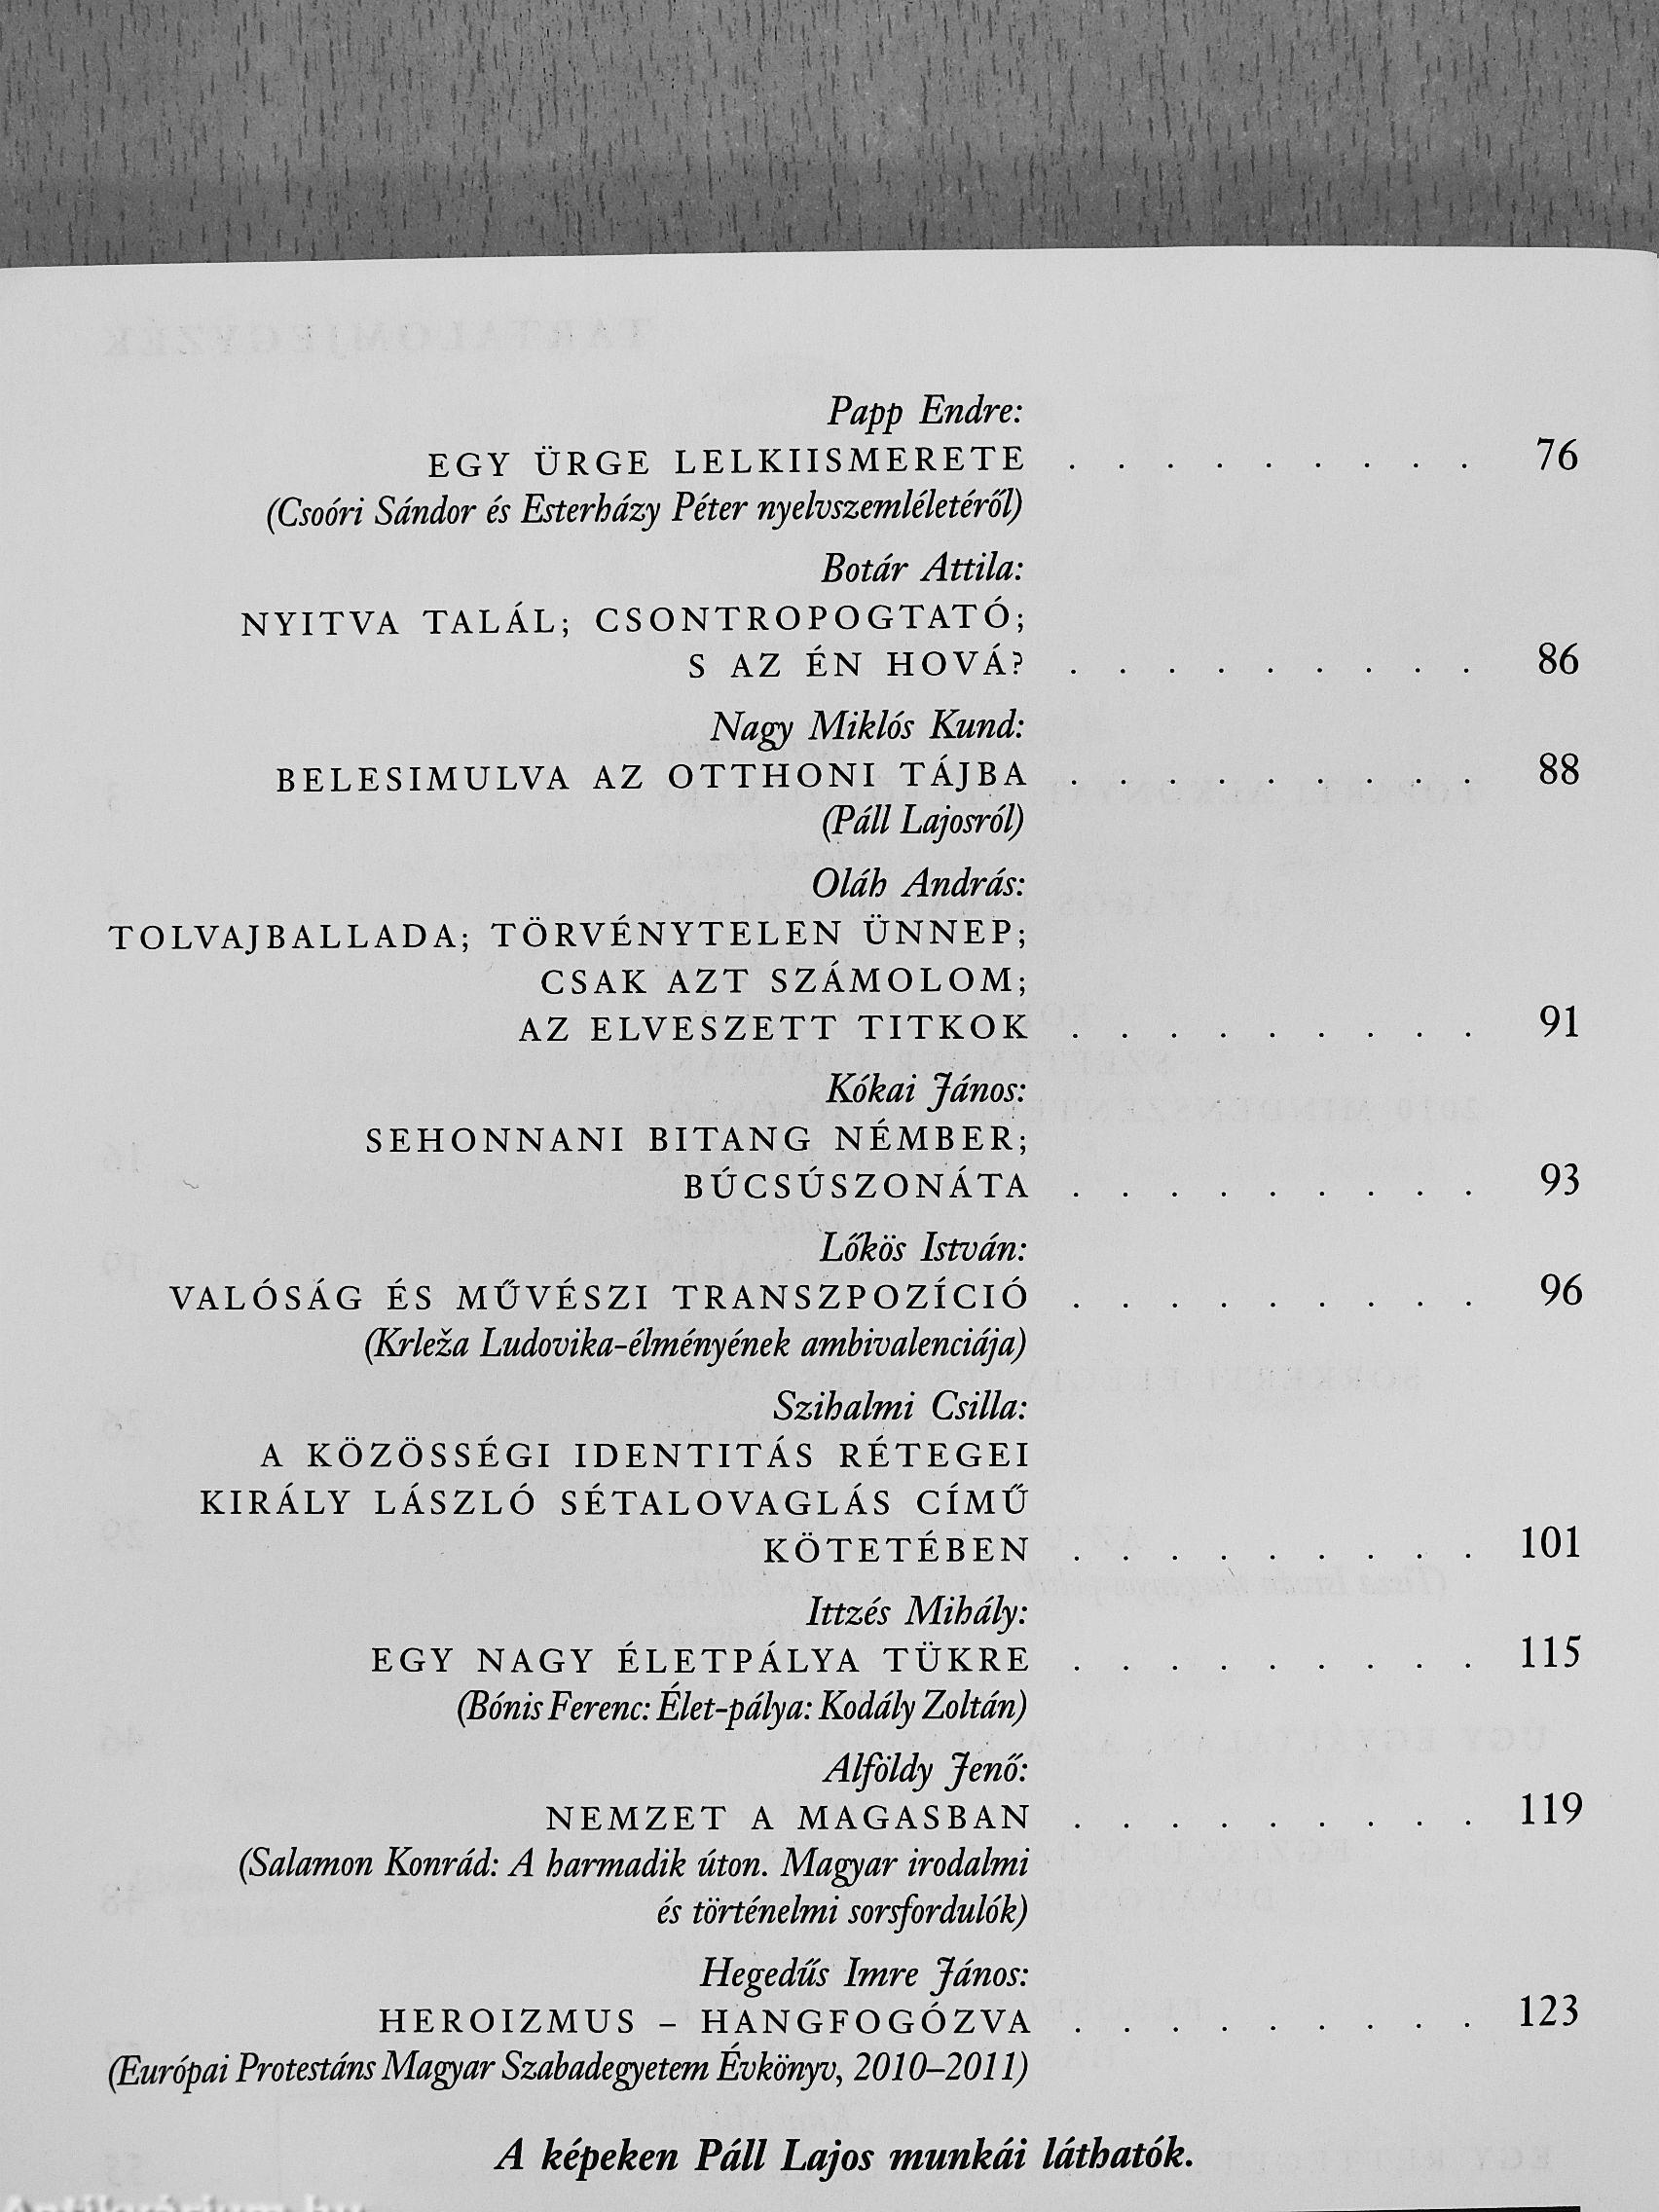 Papp Endre:
EGY ÜRGE LELKIISMERETE . . . . . . . . . 76
(Csoóri Sándor és Esterházy Péter nyelvszemléletéről)
Botár Attila:
NYITVA TALÁL; CSONTROPOGTATÓ;
S AZ ÉN HOVÁ? . . . . . . . . . 86
Nagy Miklós Kund:
BELESIMULVA AZ OTTHONI TÁJBA . . . . . . . . . 88
(Páll Lajosról)
Oláh András:
TOLVAJBALLADA; TÖRVÉNYTELEN ÜNNEP;
CSAK AZT SZÁMOLOM;
AZ ELVESZETT TITKOK . . . . . . . . . 91
Kókai János:
SEHONNANI BITANG NÉMBER;
BÚCSÚSZONÁTA . . . . . . . . . 93
Lőkös István:
VALÓSÁG ÉS MŰVÉSZI TRANSZPOZÍCIÓ . . . . . . . . . 96
(Krleža Ludovika-élményének ambivalenciája)
Szihalmi Csilla:
A KÖZÖSSÉGI IDENTITÁS RÉTEGEI
KIRÁLY LÁSZLÓ SÉTALOVAGLÁS CÍMŰ
KÖTETÉBEN . . . . . . . . . 101
Ittzés Mihály:
EGY NAGY ÉLETPÁLYA TÜKRE . . . . . . . . . 115
(Bónis Ferenc: Élet-pálya: Kodály Zoltán)
Alföldy Jenő:
NEMZET A MAGASBAN . . . . . . . . . 119
(Salamon Konrád: A harmadik úton. Magyar irodalmi
és történelmi sorsfordulók)
Hegedűs Imre János:
HEROIZMUS – HANGFOGÓZVA . . . . . . . . . 123
(Európai Protestáns Magyar Szabadegyetem Évkönyv, 2010–2011)
A képeken Páll Lajos munkái láthatók.